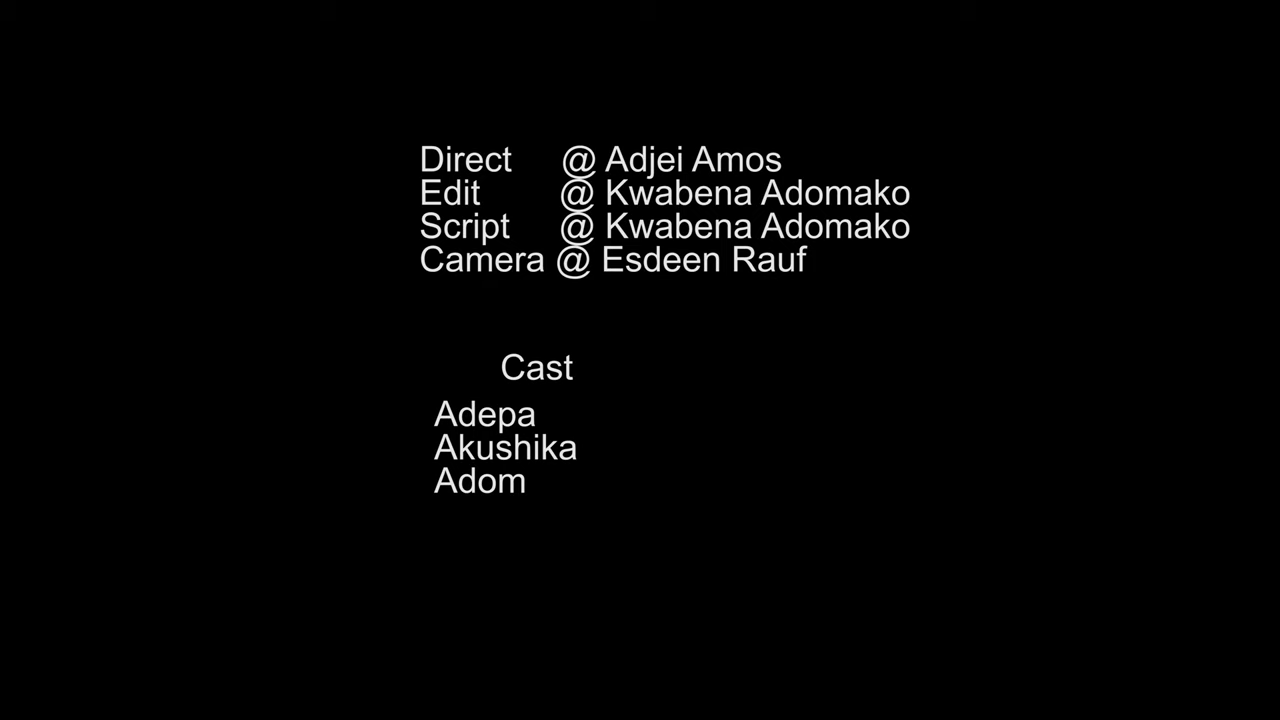 Direct @ Adjei Amos
Edit @ Kwabena Adomako
Script @ Kwabena Adomako
Camera @ Esdeen Rauf
Cast
Adepa
Akushika
Adom